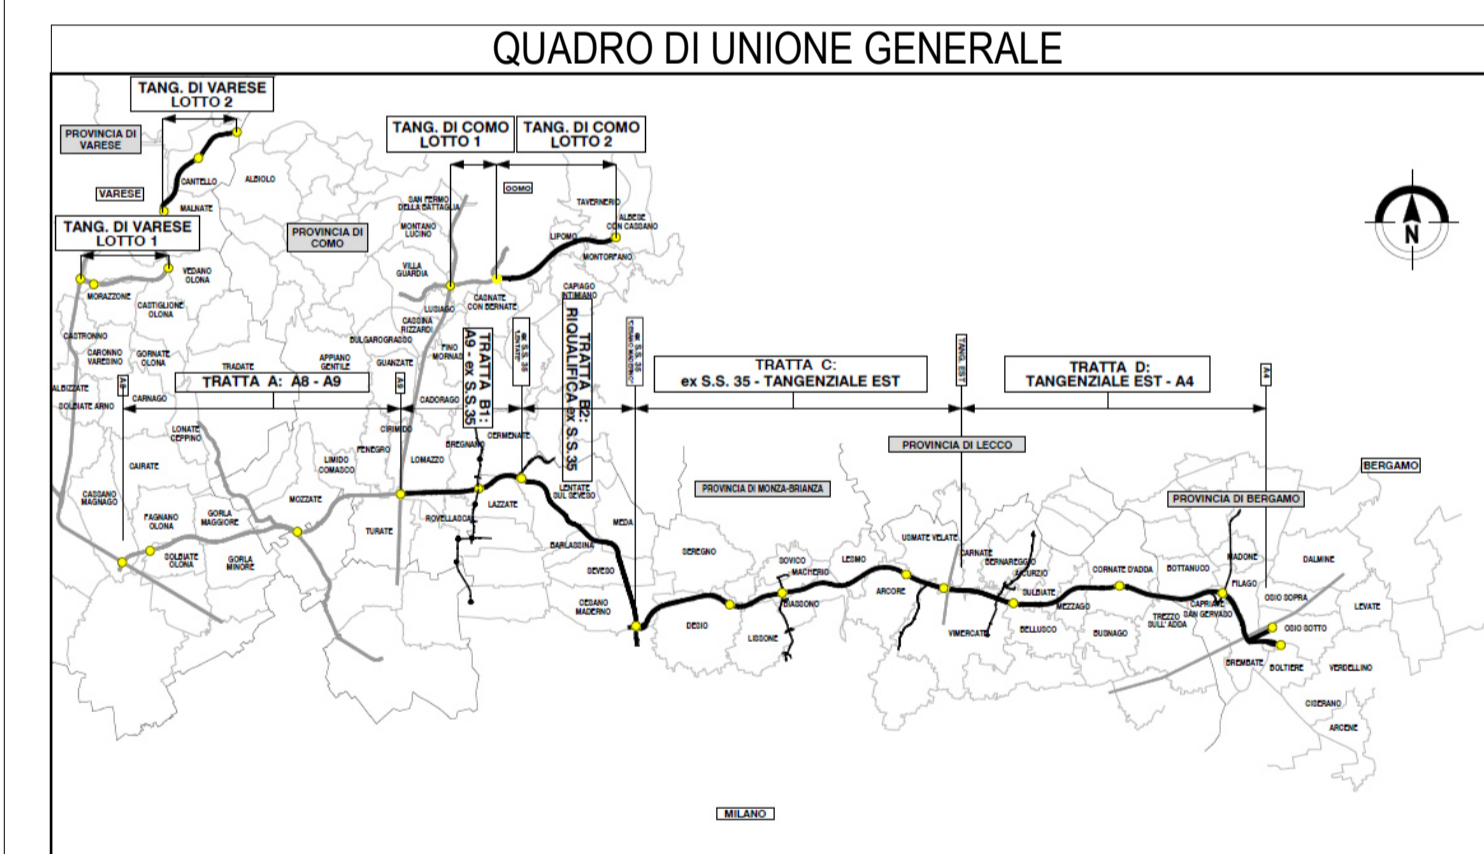 QUADRO DI UNIONE GENERALE
TANG. DI VARESE
LOTTO 2
PROVINCIA DI
VARESE
VARESE
CANTELLO
ALBIOLO
MALNATE
TANG. DI VARESE
LOTTO 1
PROVINCIA DI
COMO
TANG. DI COMO
LOTTO 1
TANG. DI COMO
LOTTO 2
COMO
SAN FERMO
DELLA BATTAGLIA
MONTANO
LUCINO
VILLA
GUARDIA
TAVERNERIO
ALBESE
CON CASSANO
LIPOMO
MONTORFANO
CAPIAGO
INTIMIANO
N
VEDANO
OLONA
MORAZZONE
CASTIGLIONE
OLONA
CASTRONNO
CARONNO
VARESINO
GORNATE
OLONA
ALBIZZATE
SOLBIATE ARNO
CARNAGO
TRADATE
APPIANO
GENTILE
BULGAROGRASSO
GUANZATE
CASSINA
RIZZARDI
LUISAGO
CASNATE
CON BERNATE
FINO
MORNASCO
CADORAGO
A8
TRATTA A: A8 - A9
A9
TRATTA B1:
A9 - ex S.S.35
ex S.S. 35
TRATTA B2:
RIQUALIFICA ex S.S.35
ex S.S. 35
TRATTA C:
ex S.S. 35 - TANGENZIALE EST
TANG. EST
TRATTA D:
TANGENZIALE EST - A4
A4
LONATE
CEPPINO
CAIRATE
CASSANO
MAGNAGO
FAGNANO
OLONA
SOLBIATE
OLONA
GORLA
MAGGIORE
GORLA
MINORE
MOZZATE
LIMIDO
COMASCO
FENEGRO
CIRIMIDO
LOMAZZO
BREGNANO
CERMENATE
TURATE
ROVELLASCA
LAZZATE
LENTATE
SUL SEVESO
MEDA
BARLASSINA
SEVESO
CESANO
MADERNO
PROVINCIA DI MONZA-BRIANZA
PROVINCIA DI LECCO
PROVINCIA DI BERGAMO
BERGAMO
SEREGNO
DESIO
LISSONE
SOVICO
MACHERIO
BIASSONO
LESMO
ARCORE
USMATE VELATE
CARNATE
BERNAREGGIO
SULBIATE
VIMERCATE
BELLUSCO
MEZZAGO
BUSNAGO
CORNATE D'ADDA
BOTTANUCO
TREZZO
SULL' ADDA
CAPRIATE
SAN GERVASO
MADONE
FILAGO
OSIO SOPRA
OSIO SOTTO
DALMINE
LEVATE
BREMBATE
BOLTIERE
VERDELLINO
CISERANO
ARCENE
MILANO